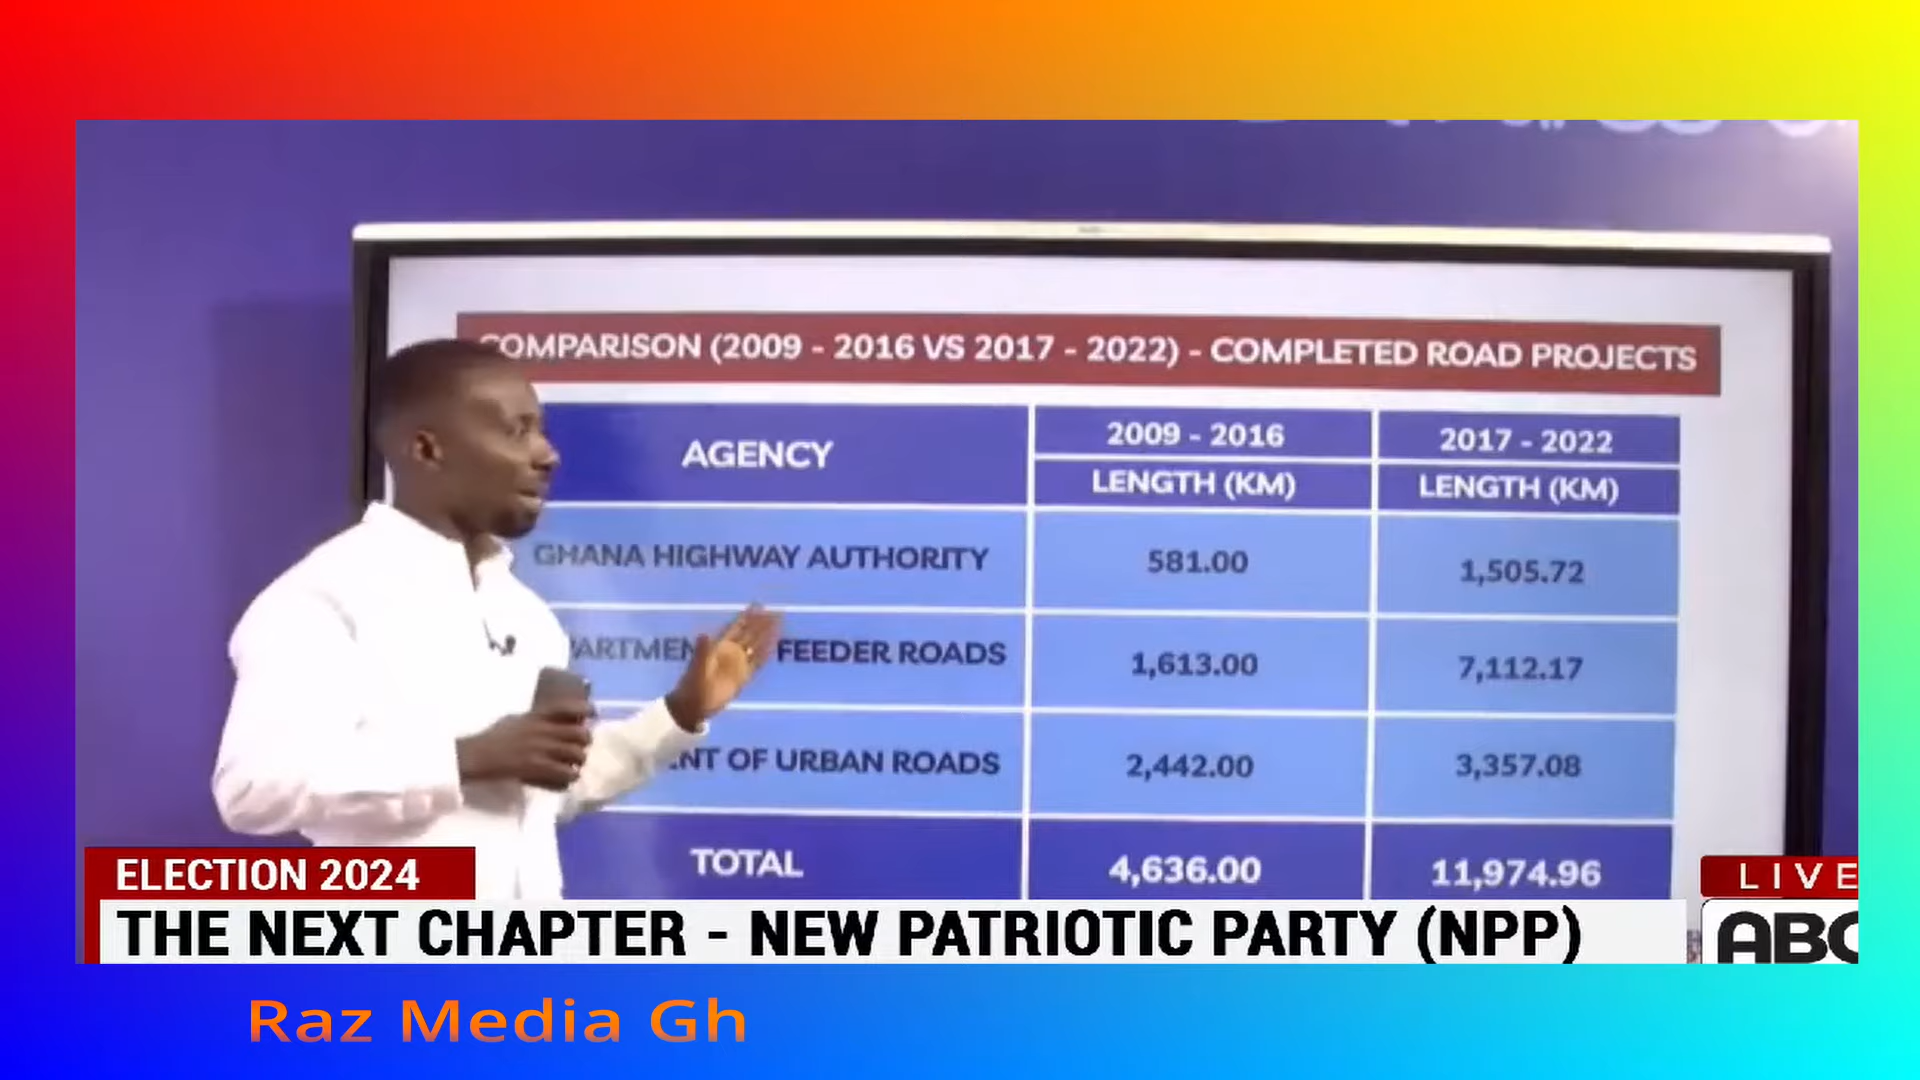 COMPARISON (2009 - 2016 VS 2017 - 2022) - COMPLETED ROAD PROJECTS
AGENCY
2009 - 2016
2017 - 2022
LENGTH (KM)
LENGTH (KM)
GHANA HIGHWAY AUTHORITY
581.00
1,505.72
FEEDER ROADS
1,613.00
7,112.17
OF URBAN ROADS
2,442.00
3,357.08
TOTAL
4,636.00
11,974.96
ELECTION 2024
LIVE
THE NEXT CHAPTER - NEW PATRIOTIC PARTY (NPP)
ABC
Raz Media Gh